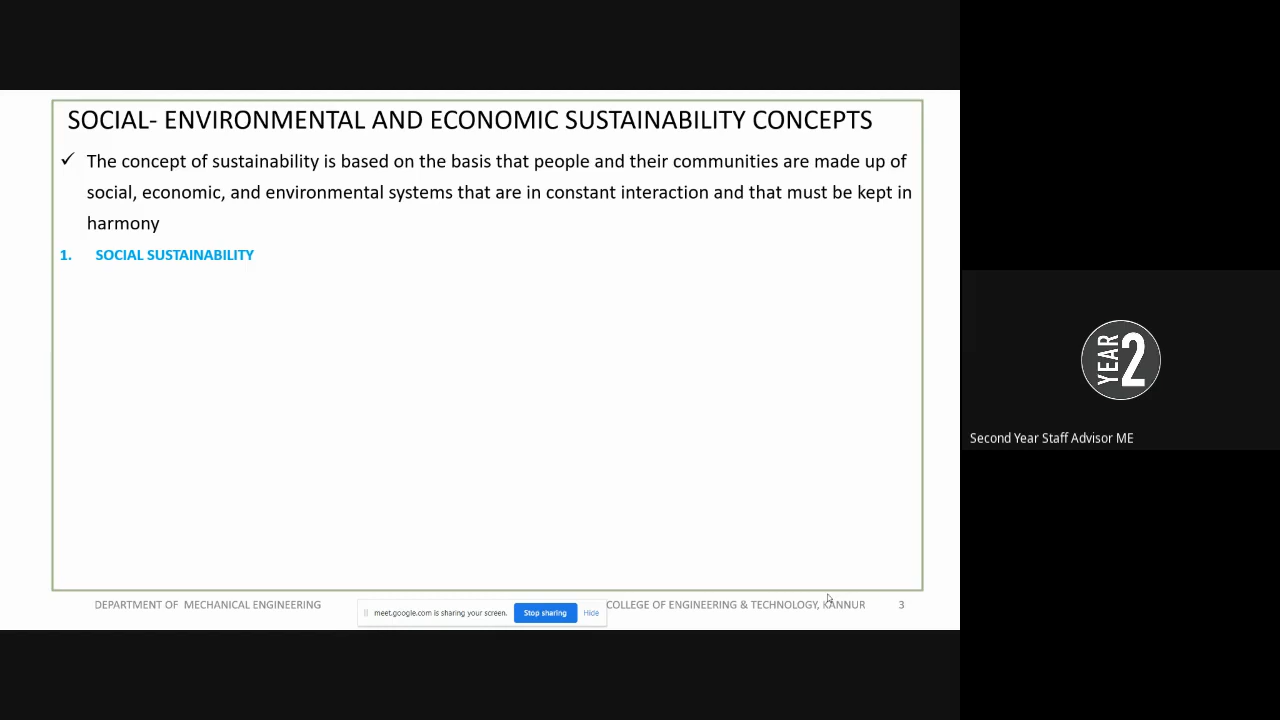 SOCIAL- ENVIRONMENTAL AND ECONOMIC SUSTAINABILITY CONCEPTS
✓ The concept of sustainability is based on the basis that people and their communities are made up of
social, economic, and environmental systems that are in constant interaction and that must be kept in
harmony
1. SOCIAL SUSTAINABILITY
DEPARTMENT OF MECHANICAL ENGINEERING
meet.google.com is sharing your screen.
Stop sharing
Hide
COLLEGE OF ENGINEERING & TECHNOLOGY, KANNUR
3
YEAR 2
Second Year Staff Advisor ME